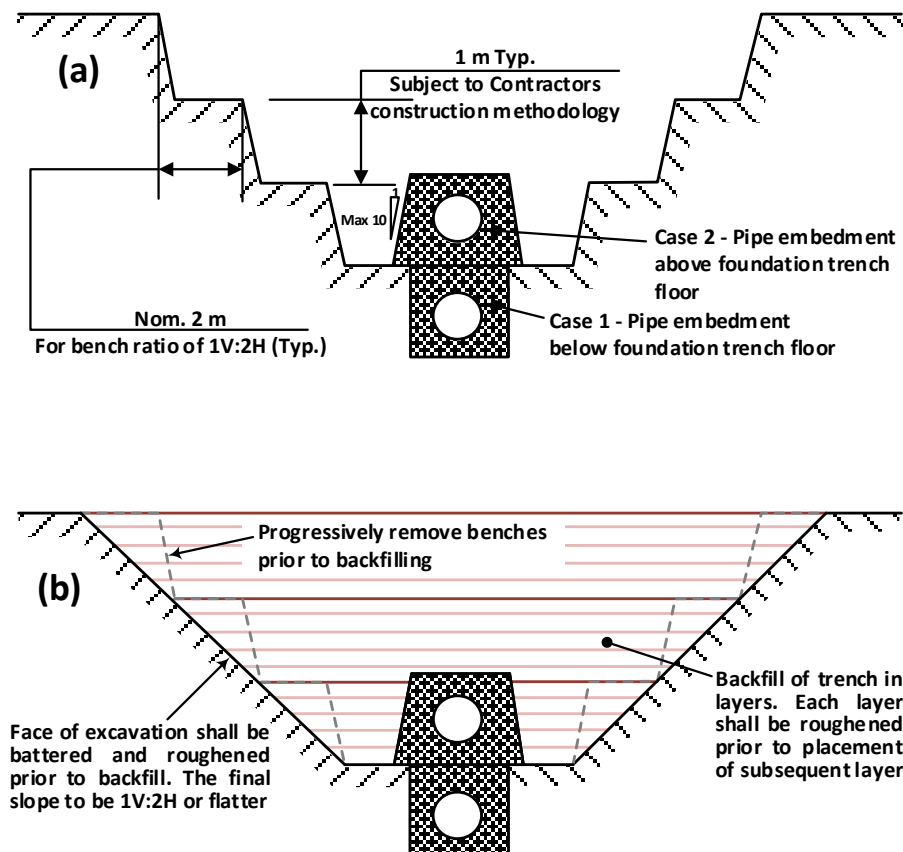 (a)
1 m Typ.
Subject to Contractors
construction methodology
1
Max 10
Case 2 - Pipe embedment
above foundation trench
floor
Nom. 2 m
For bench ratio of 1V:2H (Typ.)
Case 1 - Pipe embedment
below foundation trench floor
Progressively remove benches
prior to backfilling
(b)
Face of excavation shall be
battered and roughened
prior to backfill. The final
slope to be 1V:2H or flatter
Backfill of trench in
layers. Each layer
shall be roughened
prior to placement
of subsequent layer